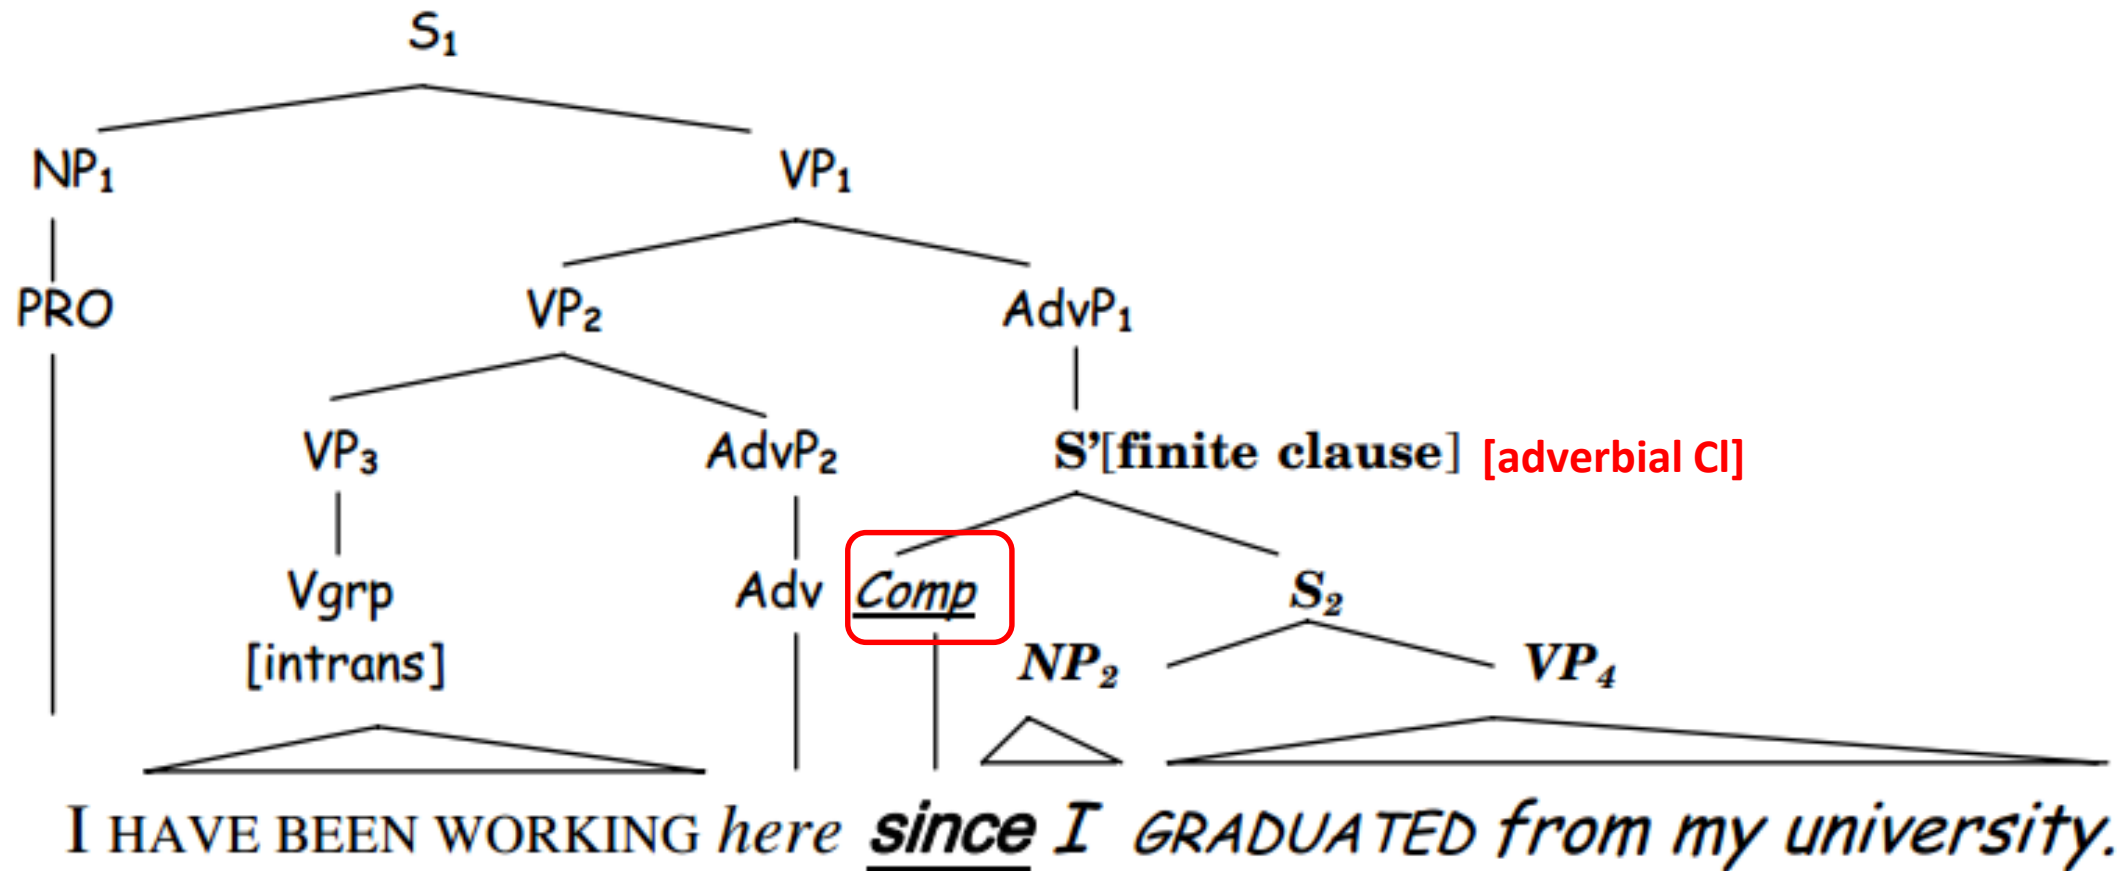 S₁
NP₁ VP₁
PRO VP₂ AdvP₁
VP₃ AdvP₂ S’[finite clause] [adverbial Cl]
Vgrp Adv Comp S₂
[intrans] NP₂ VP₄
I HAVE BEEN WORKING here since I GRADUATED from my university.